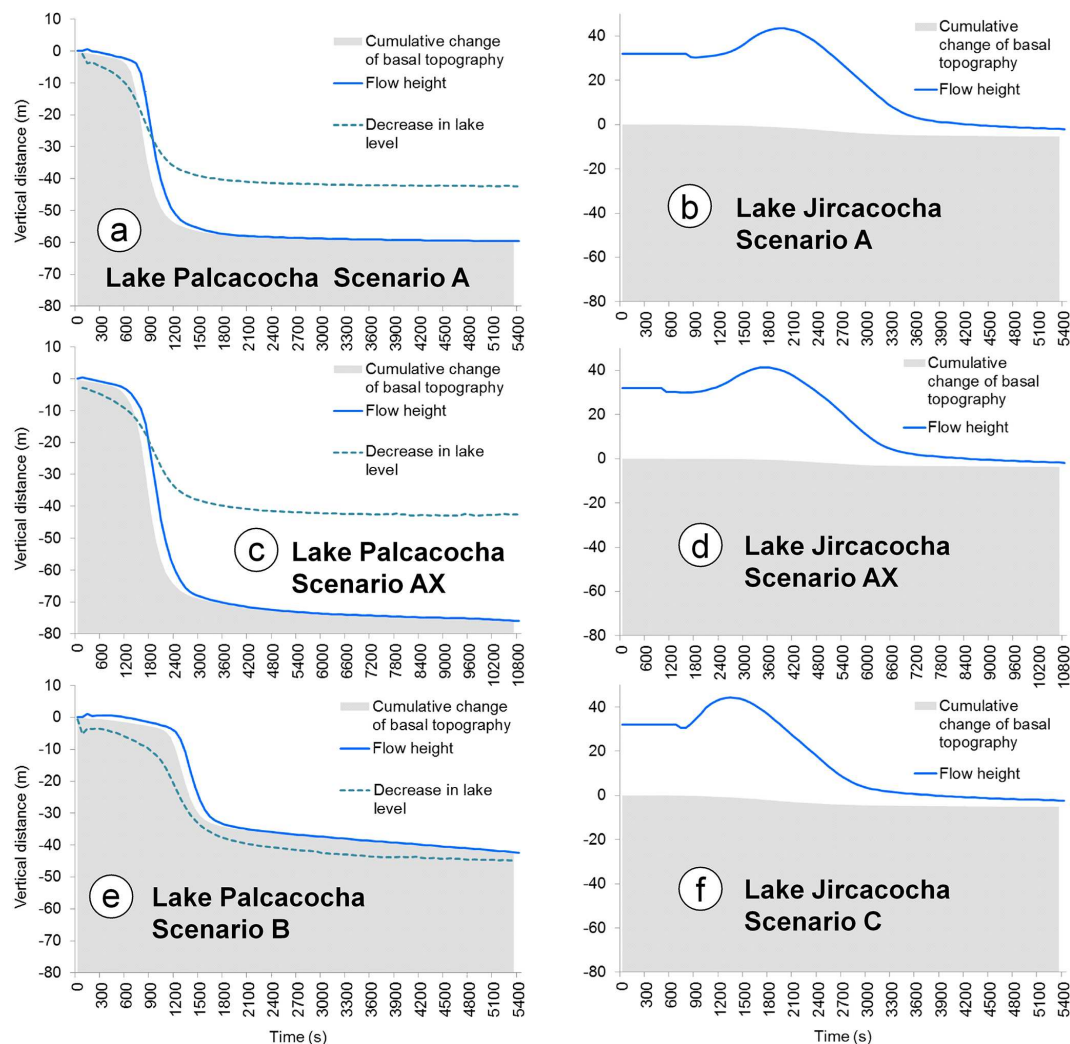 10
0
-10
-20
-30
-40
-50
-60
-70
-80
Vertical distance (m)
Cumulative change
of basal topography
Flow height
Decrease in lake
level
a
Lake Palcacocha Scenario A
0 300 600 900 1200 1500 1800 2100 2400 2700 3000 3300 3600 3900 4200 4500 4800 5100 5400
40
20
0
-20
-40
-60
-80
Cumulative
change of basal
topography
Flow height
b
Lake Jircacocha
Scenario A
0 300 600 900 1200 1500 1800 2100 2400 2700 3000 3300 3600 3900 4200 4500 4800 5100 5400
10
0
-10
-20
-30
-40
-50
-60
-70
-80
Vertical distance (m)
Cumulative change
of basal topography
Flow height
Decrease in lake
level
c
Lake Palcacocha
Scenario AX
0 600 1200 1800 2400 3000 3600 4200 4800 5400 6000 6600 7200 7800 8400 9000 9600 10200 10800
40
20
0
-20
-40
-60
-80
Cumulative
change of basal
topography
Flow height
d
Lake Jircacocha
Scenario AX
0 600 1200 1800 2400 3000 3600 4200 4800 5400 6000 6600 7200 7800 8400 9000 9600 10200 10800
10
0
-10
-20
-30
-40
-50
-60
-70
-80
Vertical distance (m)
Cumulative change
of basal topography
Flow height
Decrease in lake
level
e
Lake Palcacocha
Scenario B
0 300 600 900 1200 1500 1800 2100 2400 2700 3000 3300 3600 3900 4200 4500 4800 5100 5400
Time (s)
40
20
0
-20
-40
-60
-80
Cumulative
change of basal
topography
Flow height
f
Lake Jircacocha
Scenario C
0 300 600 900 1200 1500 1800 2100 2400 2700 3000 3300 3600 3900 4200 4500 4800 5100 5400
Time (s)